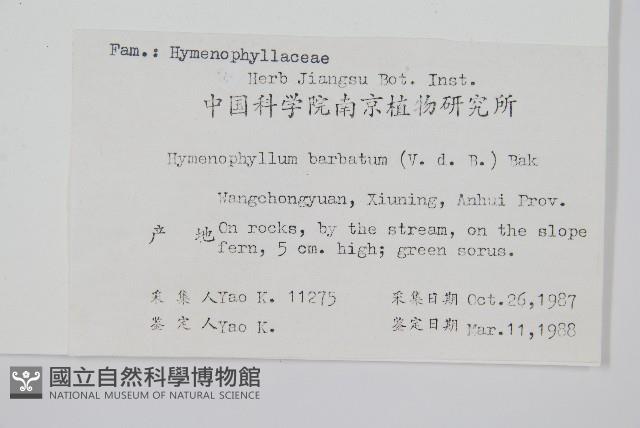 Fam.: Hymenophyllaceae
Herb Jiangsu Bot. Inst.
中国科学院南京植物研究所
Hymenophyllum barbatum (V. d. B.) Bak
Wangchongyuan, Xiuning, Anhui Prov.
产 地 On rocks, by the stream, on the slope
fern, 5 cm. high; green sorus.
采 集 人 Yao K. 11275 采集日期 Oct.26,1987
鉴 定 人 Yao K. 鉴定日期 Mar.11,1988
國立自然科學博物館
NATIONAL MUSEUM OF NATURAL SCIENCE